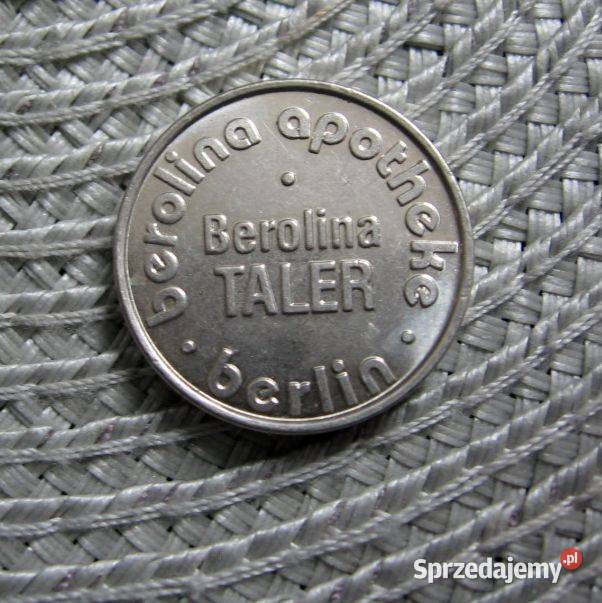 berolina apotheke
Berolina
TALER
berlin
Sprzedajemy.pl